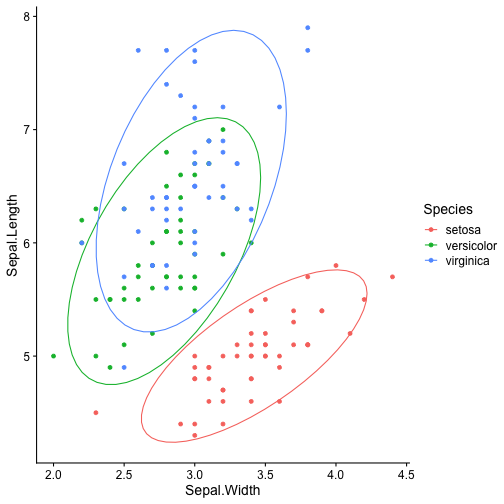 8
7
6
5
Sepal.Length
2.0 2.5 3.0 3.5 4.0 4.5
Sepal.Width
Species
setosa
versicolor
virginica